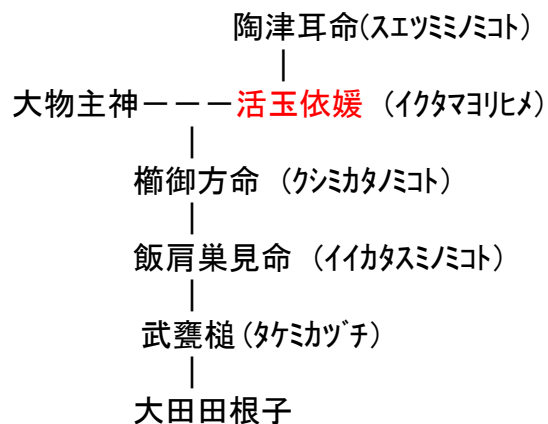 陶津耳命(スエツミミノミコト)
|
大物主神ーーー活玉依媛 (イクタマヨリヒメ)
|
櫛御方命 (クシミカタノミコト)
|
飯肩巣見命 (イイカタスミノミコト)
|
武甕槌(タケミカヅチ)
|
大田田根子